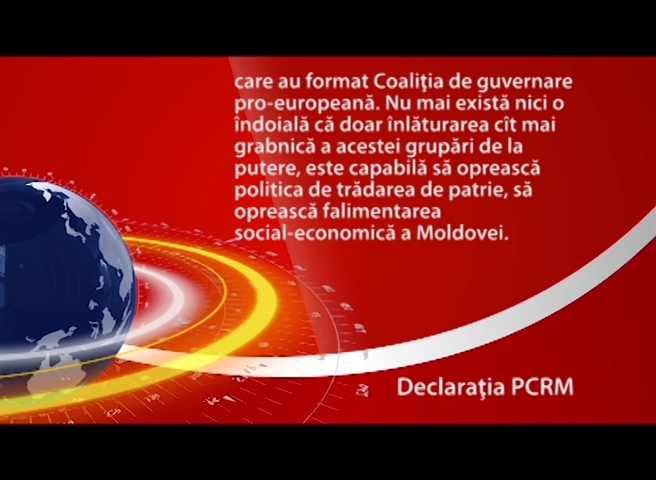 care au format Coaliţia de guvernare
pro-europeană. Nu mai există nici o
îndoială că doar înlăturarea cît mai
grabnică a acestei grupări de la
putere, este capabilă să oprească
politica de trădarea de patrie, să
oprească falimentarea
social-economică a Moldovei.
Declaraţia PCRM